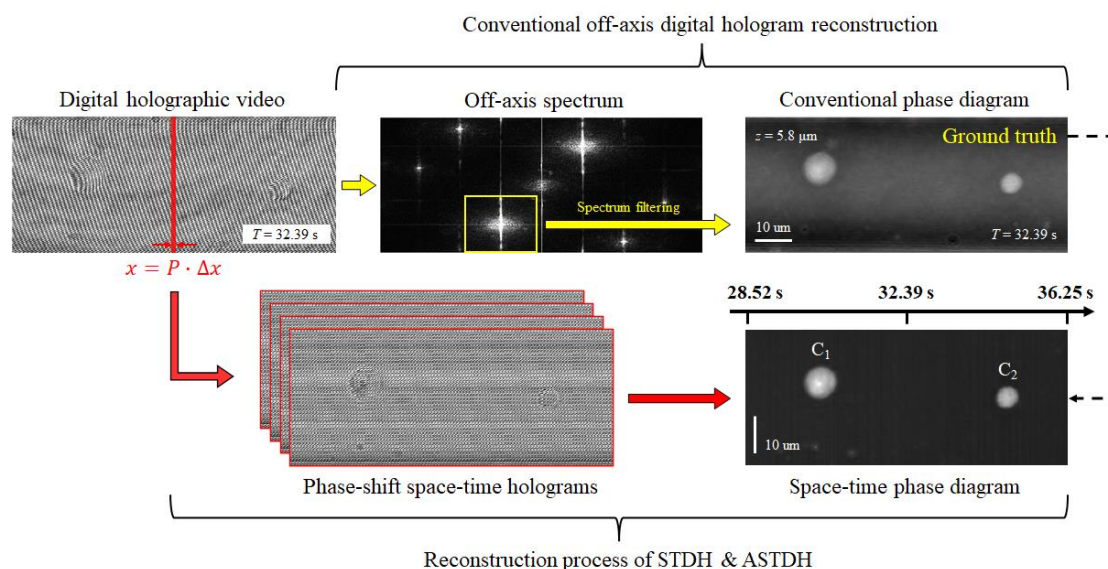 Conventional off-axis digital hologram reconstruction
Digital holographic video
Off-axis spectrum
Conventional phase diagram
T = 32.39 s
x = P · Δx
Spectrum filtering
z = 5.8 μm
Ground truth
10 um
T = 32.39 s
28.52 s
32.39 s
36.25 s
C₁
C₂
10 um
Phase-shift space-time holograms
Space-time phase diagram
Reconstruction process of STDH & ASTDH